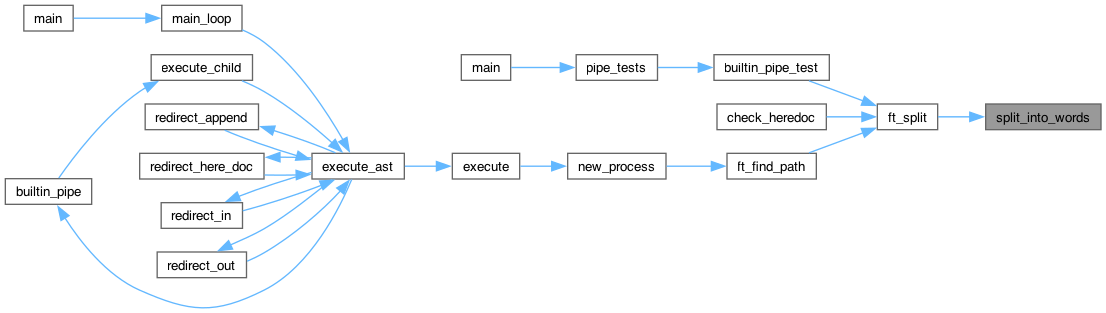 main
main_loop
execute_child
main
pipe_tests
builtin_pipe_test
redirect_append
check_heredoc
ft_split
split_into_words
redirect_here_doc
execute_ast
execute
new_process
ft_find_path
builtin_pipe
redirect_in
redirect_out